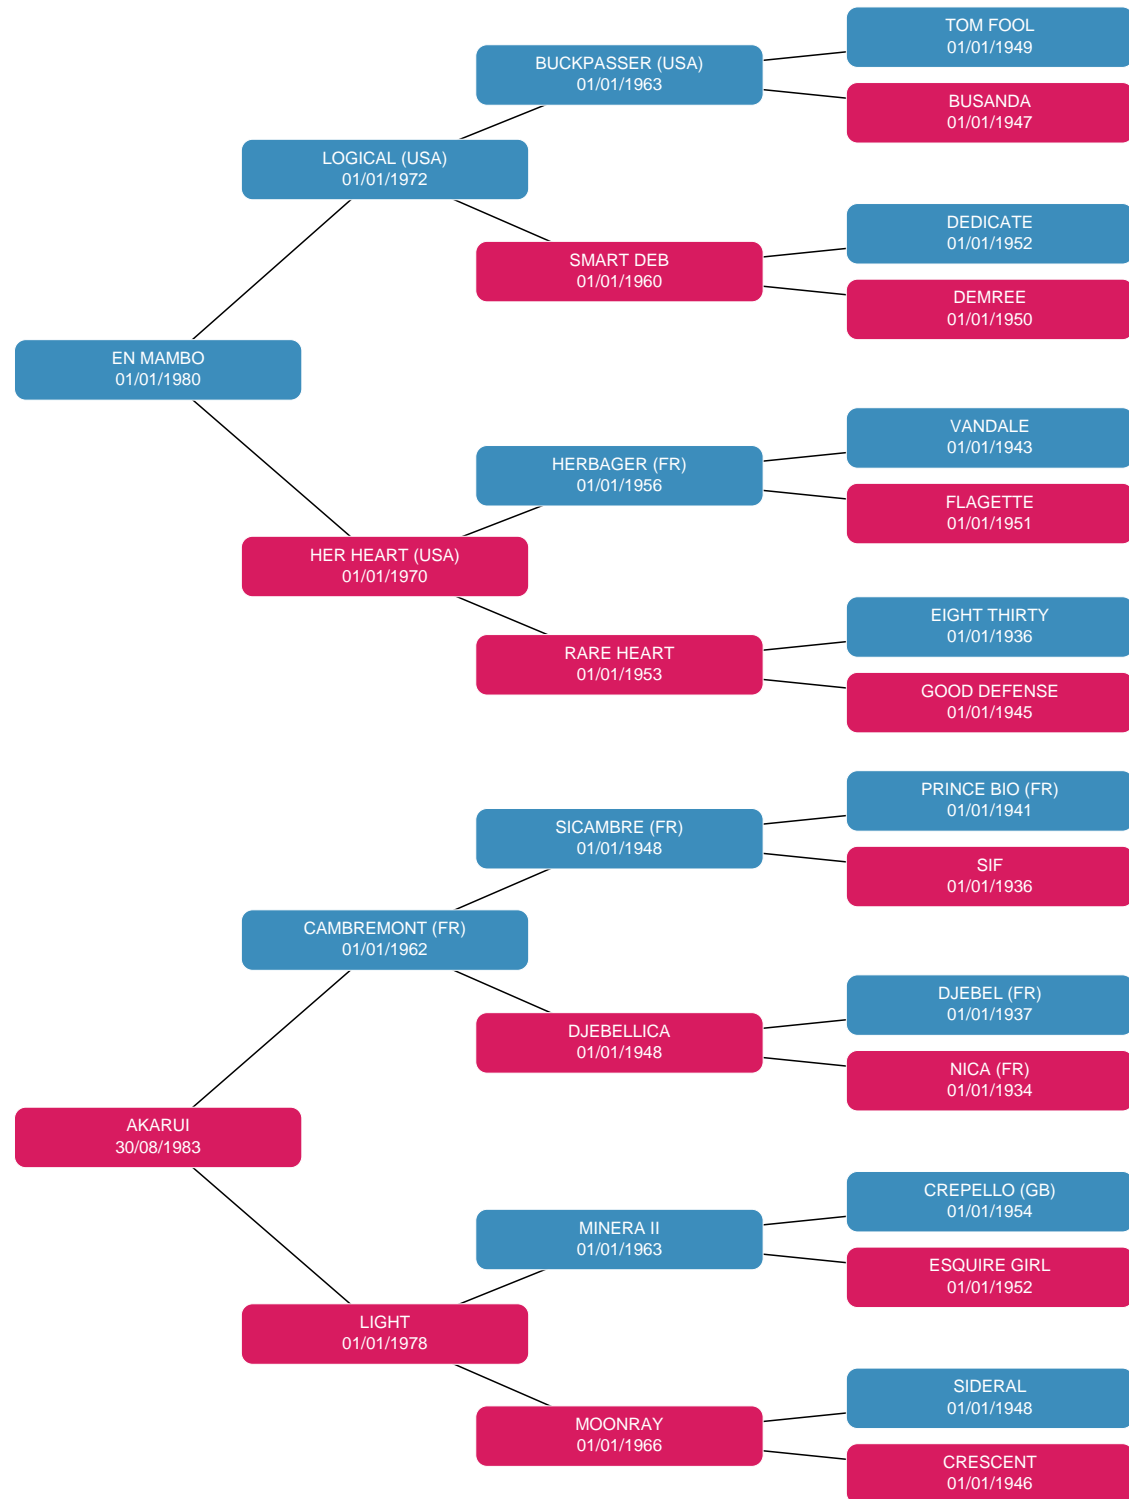 TOM FOOL
01/01/1949
BUCKPASSER (USA)
01/01/1963
BUSANDA
01/01/1947
LOGICAL (USA)
01/01/1972
DEDICATE
01/01/1952
SMART DEB
01/01/1960
DEMREE
01/01/1950
EN MAMBO
01/01/1980
VANDALE
01/01/1943
HERBAGER (FR)
01/01/1956
FLAGETTE
01/01/1951
HER HEART (USA)
01/01/1970
EIGHT THIRTY
01/01/1936
RARE HEART
01/01/1953
GOOD DEFENSE
01/01/1945
PRINCE BIO (FR)
01/01/1941
SICAMBRE (FR)
01/01/1948
SIF
01/01/1936
CAMBREMONT (FR)
01/01/1962
DJEBEL (FR)
01/01/1937
DJEBELLICA
01/01/1948
NICA (FR)
01/01/1934
AKARUI
30/08/1983
CREPELLO (GB)
01/01/1954
MINERA II
01/01/1963
ESQUIRE GIRL
01/01/1952
LIGHT
01/01/1978
SIDERAL
01/01/1948
MOONRAY
01/01/1966
CRESCENT
01/01/1946